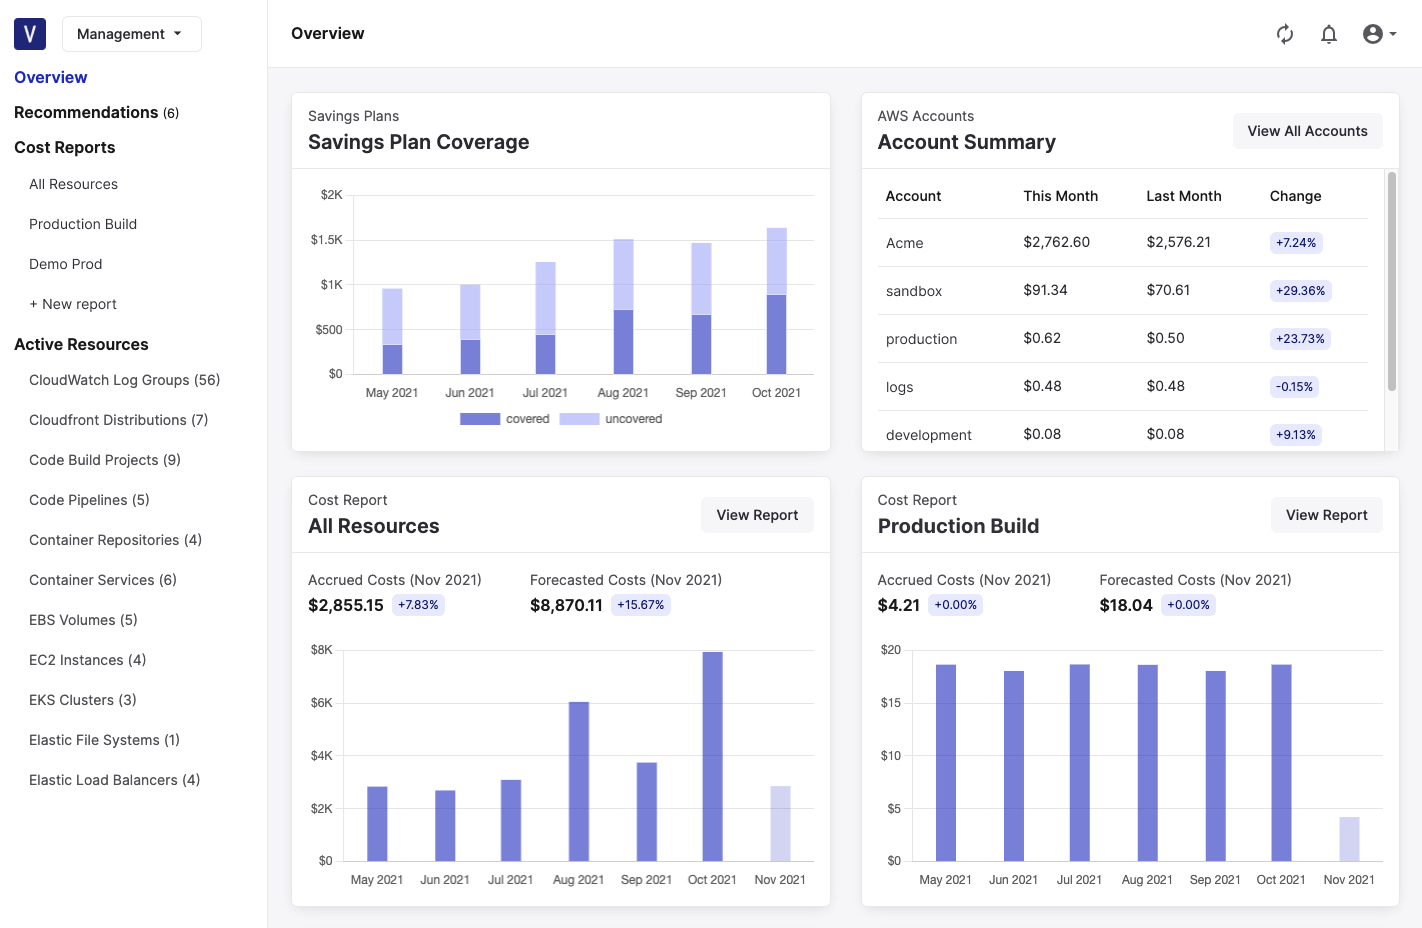 V
Management
Overview
Recommendations (6)
Cost Reports
All Resources
Production Build
Demo Prod
+ New report
Active Resources
CloudWatch Log Groups (56)
Cloudfront Distributions (7)
Code Build Projects (9)
Code Pipelines (5)
Container Repositories (4)
Container Services (6)
EBS Volumes (5)
EC2 Instances (4)
EKS Clusters (3)
Elastic File Systems (1)
Elastic Load Balancers (4)
Overview
Savings Plans
Savings Plan Coverage
$2K
$1.5K
$1K
$500
$0
May 2021 Jun 2021 Jul 2021 Aug 2021 Sep 2021 Oct 2021
covered uncovered
AWS Accounts
Account Summary
View All Accounts
Account This Month Last Month Change
Acme $2,762.60 $2,576.21 +7.24%
sandbox $91.34 $70.61 +29.36%
production $0.62 $0.50 +23.73%
logs $0.48 $0.48 -0.15%
development $0.08 $0.08 +9.13%
Cost Report
All Resources
View Report
Accrued Costs (Nov 2021) Forecasted Costs (Nov 2021)
$2,855.15 +7.83% $8,870.11 +15.67%
$8K
$6K
$4K
$2K
$0
May 2021 Jun 2021 Jul 2021 Aug 2021 Sep 2021 Oct 2021 Nov 2021
Cost Report
Production Build
View Report
Accrued Costs (Nov 2021) Forecasted Costs (Nov 2021)
$4.21 +0.00% $18.04 +0.00%
$20
$15
$10
$5
$0
May 2021 Jun 2021 Jul 2021 Aug 2021 Sep 2021 Oct 2021 Nov 2021